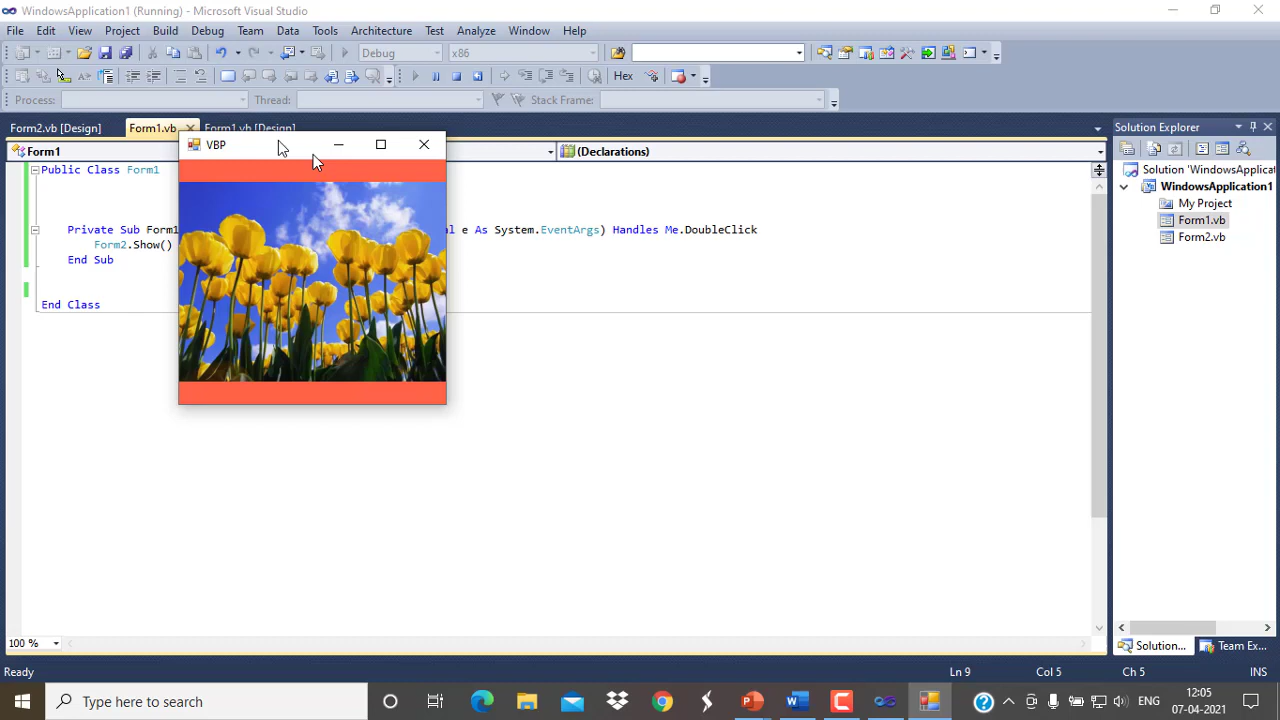 WindowsApplication1 (Running) - Microsoft Visual Studio
File Edit View Project Build Debug Team Data Tools Architecture Test Analyze Window Help
Debug x86
Hex
Process: Thread: Stack Frame:
Form2.vb [Design] Form1.vb Form1.vb [Design] Solution Explorer
Form1 (Declarations)
VBP
Public Class Form1
Private Sub Form1 l e As System.EventArgs) Handles Me.DoubleClick
Form2.Show()
End Sub
End Class
Solution 'WindowsApplicat
WindowsApplication1
My Project
Form1.vb
Form2.vb
100 %
Solution... Team Ex...
Ready Ln 9 Col 5 Ch 5 INS
Type here to search
ENG
12:05
07-04-2021